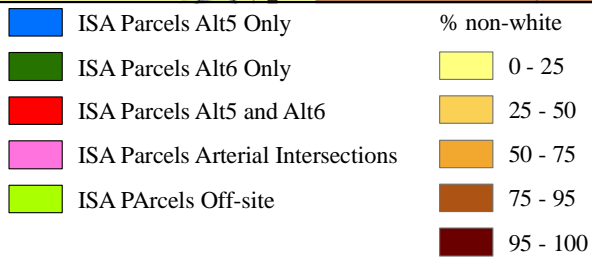 ISA Parcels Alt5 Only
ISA Parcels Alt6 Only
ISA Parcels Alt5 and Alt6
ISA Parcels Arterial Intersections
ISA PArcels Off-site
% non-white
0 - 25
25 - 50
50 - 75
75 - 95
95 - 100